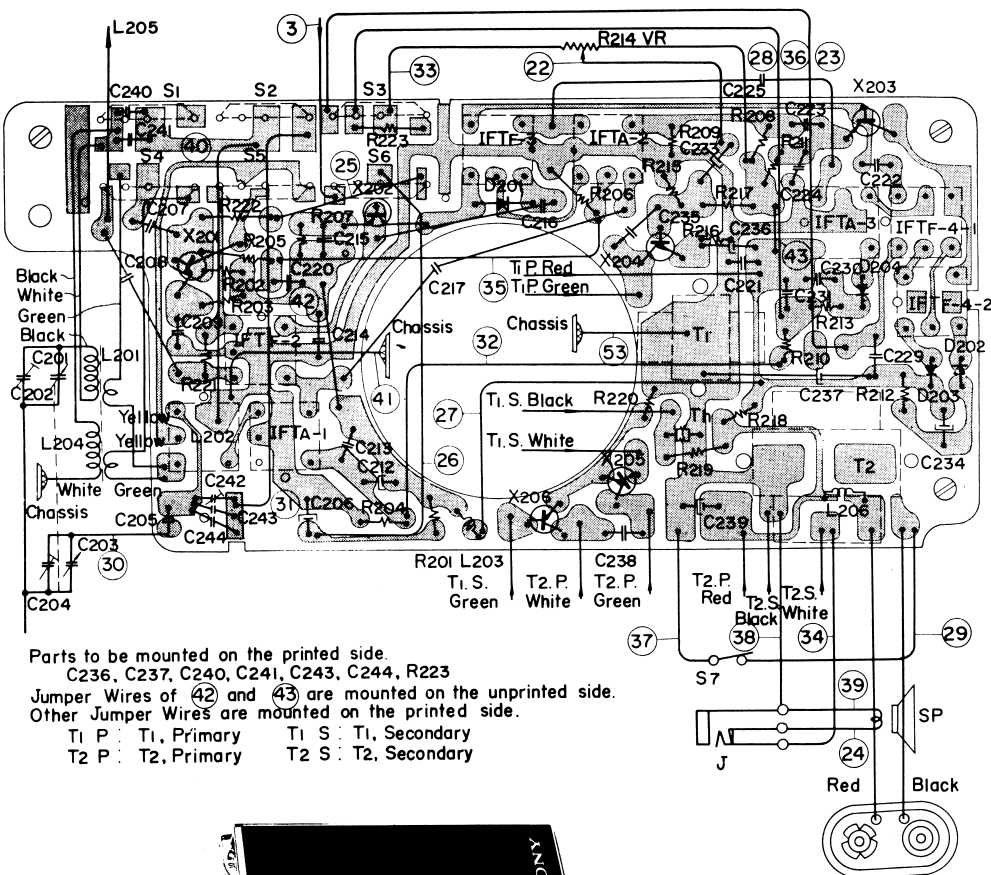 L205
3
R214 VR
33
22
28 36 23
X203
C240 S1 S2 S3
C225
R208 C223
C241
R223
IFTF-3 IFTA-2 R209
C233
R211
S4 40 S5 25 S6
X202
D201
R206
R215
R217
C224
C222
C207
R222
R207
C216
C235
R216
C236
IFTA-3
IFTF-4-1
X201
R205
C215
X204
43
C208
C220
T1.P. Red
C221
C230 D204
Black
White
Green
Black
R202
R203
42
C217
35
T1.P. Green
C231
IFTF-4-2
C209
IFTF-2
C214
Chassis
32
Chassis
53
T1
R213
D202
C201
L201
R221
R210
C229
C202
41
R220
C237
R212
D203
27
T1.S. Black
Th
R218
Yellow
L202
IFTA-1
L204
Yellow
C213
T1.S. White
R219
T2
C234
26
C212
X205
White
Green
C242
Chassis
C243
31
C206
R204
X206
C239
L206
C205
C244
C203
30
C204
R201 L203
C238
T1.S.
Green
T2.P.
White
T2.P.
Green
T2.P.
Red
T2.S.
Black
T2.S.
White
37
38
34
29
S7
39
SP
24
J
Red
Black
Parts to be mounted on the printed side.
C236, C237, C240, C241, C243, C244, R223
Jumper Wires of 42 and 43 are mounted on the unprinted side.
Other Jumper Wires are mounted on the printed side.
T1 P : T1, Primary T1 S : T1, Secondary
T2 P : T2, Primary T2 S : T2, Secondary
ONY